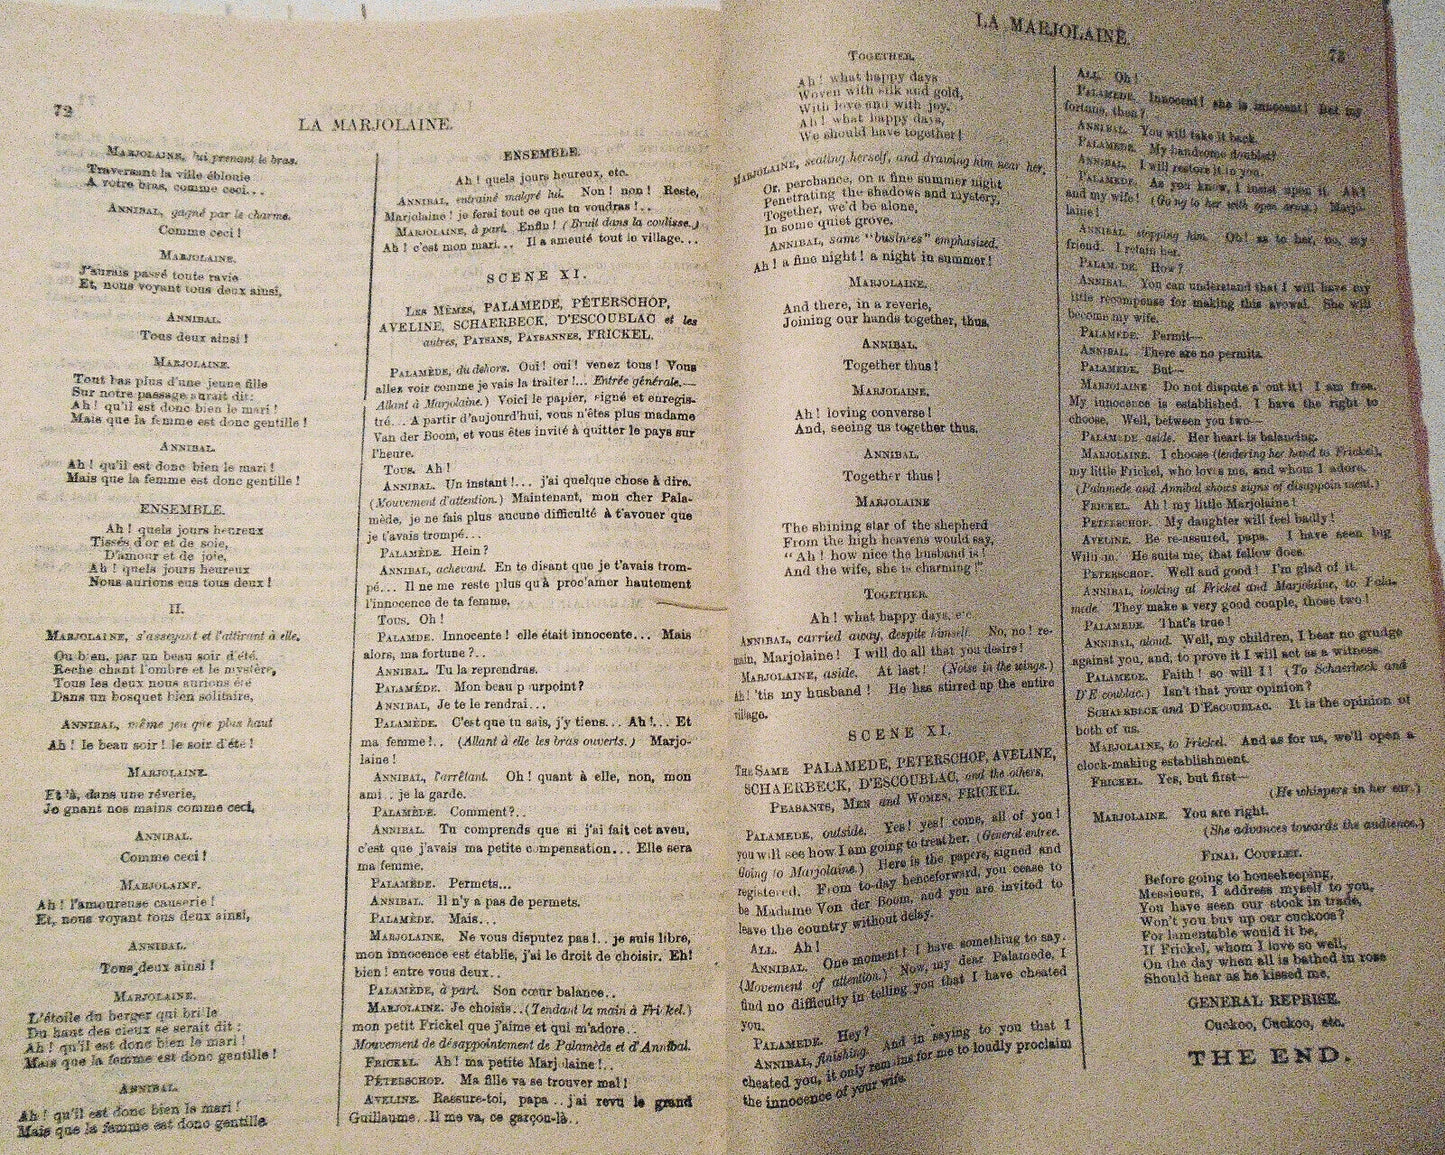 72
LA MARJOLAINE.
MARJOLAINE, lui prenant le bras.
Traversant la ville éblouie
A votre bras, comme ceci...
ANNIBAL, gagné par le charme.
Comme ceci !
MARJOLAINE.
J'aurais passé toute ravie
Et, nous voyant tous deux ainsi,
ANNIBAL.
Tous deux ainsi !
MARJOLAINE.
Tout bas plus d'une jeune fille
Sur notre passage aurait dit:
Ah ! qu'il est donc bien le mari !
Mais que la femme est donc gentille !
ANNIBAL.
Ah ! qu'il est donc bien le mari !
Mais que la femme est donc gentille !
ENSEMBLE.
Ah ! quels jours heureux
Tissés d'or et de soie,
D'amour et de joie,
Ah ! quels jours heureux
Nous aurions eus tous deux !
II.
MARJOLAINE, s'asseyant et l'attirant à elle.
Ou b'en, par un beau soir d'été,
Reche chant l'ombre et le mystère,
Tous les deux nous aurions été
Dans un bosquet bien solitaire,
ANNIBAL, même jeu que plus haut
Ah ! le beau soir ! le soir d'été !
MARJOLAINE.
Et là, dans une rêverie,
Jo gnant nos mains comme ceci,
ANNIBAL.
Comme ceci !
MARJOLAINE.
Ah ! l'amoureuse causerie !
Et, nous voyant tous deux ainsi,
ANNIBAL.
Tous deux ainsi !
MARJOLAINE.
L'étoile du berger qui brille
Du haut des cieux se serait dit :
Ah ! qu'il est donc bien le mari !
Mais que la femme est donc gentille !
ANNIBAL.
Ah ! qu'il est donc bien le mari !
Mais que la femme est donc gentille.
ENSEMBLE.
Ah ! quels jours heureux, etc.
ANNIBAL, entrainé malgré lui. Non ! non ! Reste,
Marjolaine ! je ferai tout ce que tu voudras !..
MARJOLAINE, à part. Enfin ! (Bruit dans la coulisse.)
Ah ! c'est mon mari... Il a ameuté tout le village...
SCENE XI.
LES MÊMES, PALAMEDE, PÉTERSCHOP,
AVELINE, SCHAERBECK, D'ESCOUBLAC et les
autres, PAYSANS, PAYSANNES, FRICKEL.
PALAMÈDE, du dehors. Oui ! oui ! venez tous ! Vous
allez voir comme je vais la traiter !... Entrée générale.—
Allant à Marjolaine.) Voici le papier, signé et enregis-
tré... A partir d'aujourd'hui, vous n'êtes plus madame
Van der Boom, et vous êtes invité à quitter le pays sur
l'heure.
TOUS. Ah !
ANNIBAL. Un instant !... j'ai quelque chose à dire.
(Mouvement d'attention.) Maintenant, mon cher Pala-
mède, je ne fais plus aucune difficulté à t'avouer que
je t'avais trompé...
PALAMÈDE. Hein ?
ANNIBAL, achevant. En te disant que je t'avais trom-
pé... Il ne me reste plus qu'à proc'amer hautement
l'innocence de ta femme.
TOUS. Oh !
PALAMDE. Innocente ! elle était innocente... Mais
alors, ma fortune ?..
ANNIBAL. Tu la reprendras.
PALAMÈDE. Mon beau p urpoint ?
ANNIBAL, Je te le rendrai...
PALAMÈDE. C'est que tu sais, j'y tiens... Ah !... Et
ma femme !.. (Allant à elle les bras ouverts.) Marjo-
laine !
ANNIBAL, l'arrêtant. Oh ! quant à elle, non, mon
ami.. je la garde.
PALAMÈDE. Comment ?..
ANNIBAL. Tu comprends que si j'ai fait cet aveu,
c'est que j'avais ma petite c mpensation... Elle sera
ma femme.
PALAMÈDE. Permets...
ANNIBAL. Il n'y a pas de permets.
PALAMÈDE. Mais...
MARJOLAINE. Ne vous disputez pas !.. je suis libre,
mon innocence est établie, j'ai le droit de choisir. Eh!
bien ! entre vous deux..
PALAMÈDE, à part. Son cœur balance..
MARJOLAINE. Je choisis..(Tendant la main à Fri kel.)
mon petit Frickel que j'aime et qui m'adore..
Mouvement de désappointement de Palamède et d'Annibal.
FRICKEL. Ah ! ma petite Marjolaine !..
PÉTERSCHOP. Ma fille va se trouver mal !
AVELINE. Rassure-toi, papa.. j'ai revu le grand
Guillaume.. Il me va, ce garçon-là..
LA MARJOLAINE.
73
TOGETHER.
Ah ! what happy days
Woven with silk and gold,
With love and with joy,
Ah ! what happy days,
We should have together !
MARJOLAINE, seating herself, and drawing him near her.
Or, perchance, on a fine summer night
Penetrating the shadows and mystery,
Together, we'd be alone,
In some quiet grove.
ANNIBAL, same "business" emphasized.
Ah ! a fine night ! a night in summer !
MARJOLAINE.
And there, in a reverie,
Joining our hands together, thus.
ANNIBAL.
Together thus !
MARJOLAINE.
Ah ! loving converse !
And, seeing us together thus.
ANNIBAL.
Together thus !
MARJOLAINE
The shining star of the shepherd
From the high heavens would say,
" Ah ! how nice the husband is !
And the wife, she is charming !"
TOGETHER.
Ah ! what happy days, etc.
ANNIBAL, carried away, despite himself. No, no ! re-
main, Marjolaine ! I will do all that you desire !
MARJOLAINE, aside. At last ! (Noise in the wings.)
Ah ! 'tis my husband ! He has stirred up the entire
village.
SCENE XI.
THE SAME PALAMEDE, PETERSCHOP, AVELINE,
SCHAERBECK, D'ESCOUBLAC, and the others,
PEASANTS, MEN and WOMEN, FRICKEL.
PALAMEDE, outside. Yes ! yes ! come, all of you !
you will see how I am going to treat her. (General entree.
Going to Marjolaine.) Here is the papers, signed and
registered. From to-day henceforward, you cease to
be Madame Von der Boom, and you are invited to
leave the country without delay.
ALL. Ah !
ANNIBAL. One moment ! I have something to say.
(Movement of attention.) Now, my dear Palamede, I
find no difficulty in telling you that I have cheated
you.
PALAMEDE. Hey ?
ANNIBAL, finishing. And in saying to you that I
cheated you, it only remains for me to loudly proclaim
the innocence of your wife.
ALL. Oh !
PALAMEDE. Innocent! she is innocent! But my
fortune, then ?
ANNIBAL. You will take it back.
PALAMEDE. My handsome doublet?
ANNIBAL. I will restore it to you.
PALAMEDE. As you know, I insist upon it. Ah!
and my wife! (Going to her with open arms.) Marjo-
laine !
ANNIBAL stopping him. Oh! as to her, no, my
friend. I retain her.
PALAM. DE. How ?
ANNIBAL. You can understand that I will have my
little recompense for making this avowal. She will
become my wife.
PALAMEDE. Permit—
ANNIBAL. There are no permits.
PALAMEDE. But—
MARJOLAINE Do not dispute a out it ! I am free.
My innocence is established. I have the right to
choose. Well, between you two—
PALAMEDE aside. Her heart is balancing.
MARJOLAINE. I choose (tendering her hand to Frickel),
my little Frickel, who loves me, and whom I adore.
(Palamede and Annibal shows signs of disappoin ment.)
FRICKEL. Ah ! my little Marjolaine !
PETERSCHOP. My daughter will feel badly !
AVELINE. Be re-assured, papa. I have seen big
William. He suits me, that fellow does.
PETERSCHOP. Well and good ! I'm glad of it.
ANNIBAL, looking at Frickel and Marjolaine, to Pala-
made. They make a very good couple, those two !
PALAMEDE. That's true !
ANNIBAL, aloud. Well, my children, I bear no grudge
against you, and, to prove it I will act as a witness.
PALAMEDE. Faith! so will I! (To Schaerbeck and
D'E coublac.) Isn't that your opinion?
SCHAERBECK and D'ESCOUBLAC. It is the opinion of
both of us.
MARJOLAINE, to Frickel. And as for us, we'll open a
clock-making establishment.
FRICKEL. Yes, but first—
(He whispers in her ear.)
MARJOLAINE. You are right.
(She advances towards the audience.)
FINAL COUPLET.
Before going to housekeeping,
Messieurs, I address myself to you,
You have seen our stock in trade,
Won't you buy up our cuckoos?
For lamentable would it be,
If Frickel, whom I love so well,
On the day when all is bathed in rose
Should hear as he kissed me,
GENERAL REPRISE.
Cuckoo, Cuckoo, etc.
THE END.